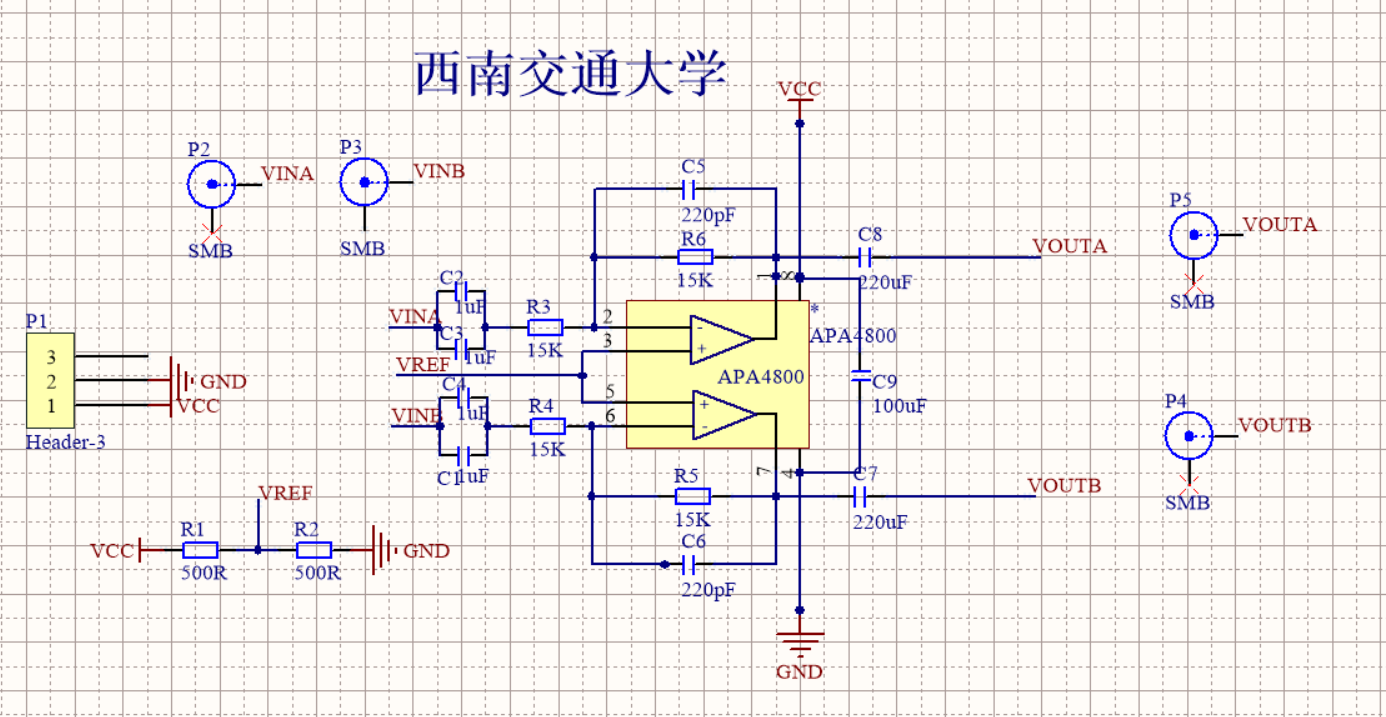 西南交通大学
VCC
P2
VINA
SMB
P3
VINB
SMB
C5
220pF
R6
15K
C8
220uF
VOUTA
P5
VOUTA
SMB
1
8
*
APA4800
C2
1uF
VINA
C3
1uF
R3
15K
2
3
VREF
APA4800
C9
100uF
P1
3
2
1
GND
VCC
Header-3
C4
1uF
VINB
C1
1uF
R4
15K
5
6
7
4
P4
VOUTB
SMB
R5
15K
C7
220uF
VOUTB
C6
220pF
VREF
VCC
R1
500R
R2
500R
GND
GND